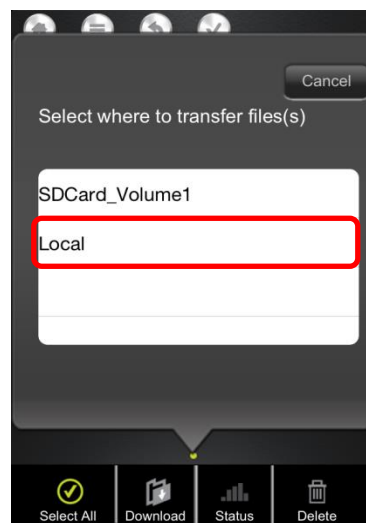 Cancel
Select where to transfer files(s)
SDCard_Volume1
Local
Select All Download Status Delete